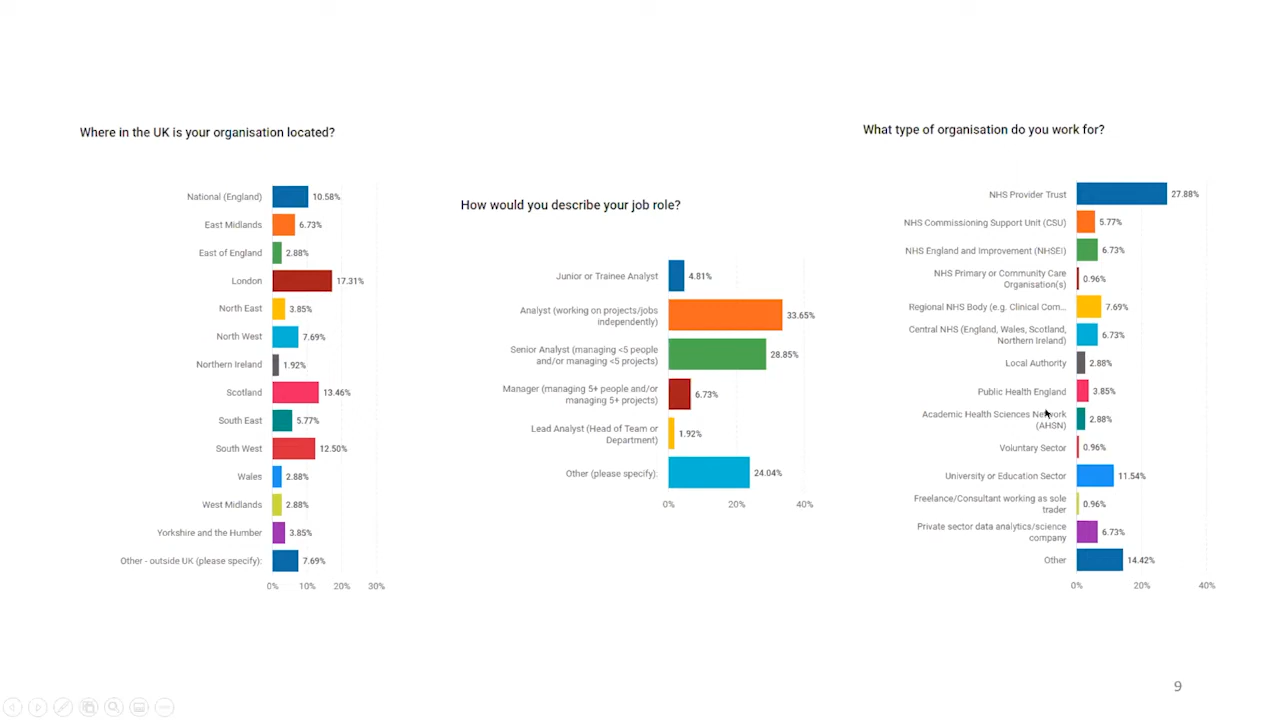 Where in the UK is your organisation located?
National (England) 10.58%
East Midlands 6.73%
East of England 2.88%
London 17.31%
North East 3.85%
North West 7.69%
Northern Ireland 1.92%
Scotland 13.46%
South East 5.77%
South West 12.50%
Wales 2.88%
West Midlands 2.88%
Yorkshire and the Humber 3.85%
Other - outside UK (please specify): 7.69%
0% 10% 20% 30%
How would you describe your job role?
Junior or Trainee Analyst 4.81%
Analyst (working on projects/jobs
independently) 33.65%
Senior Analyst (managing <5 people
and/or managing <5 projects) 28.85%
Manager (managing 5+ people and/or
managing 5+ projects) 6.73%
Lead Analyst (Head of Team or
Department) 1.92%
Other (please specify): 24.04%
0% 20% 40%
What type of organisation do you work for?
NHS Provider Trust 27.88%
NHS Commissioning Support Unit (CSU) 5.77%
NHS England and Improvement (NHSEI) 6.73%
NHS Primary or Community Care
Organisation(s) 0.96%
Regional NHS Body (e.g. Clinical Com... 7.69%
Central NHS (England, Wales, Scotland,
Northern Ireland) 6.73%
Local Authority 2.88%
Public Health England 3.85%
Academic Health Sciences Network
(AHSN) 2.88%
Voluntary Sector 0.96%
University or Education Sector 11.54%
Freelance/Consultant working as sole
trader 0.96%
Private sector data analytics/science
company 6.73%
Other 14.42%
0% 20% 40%
9